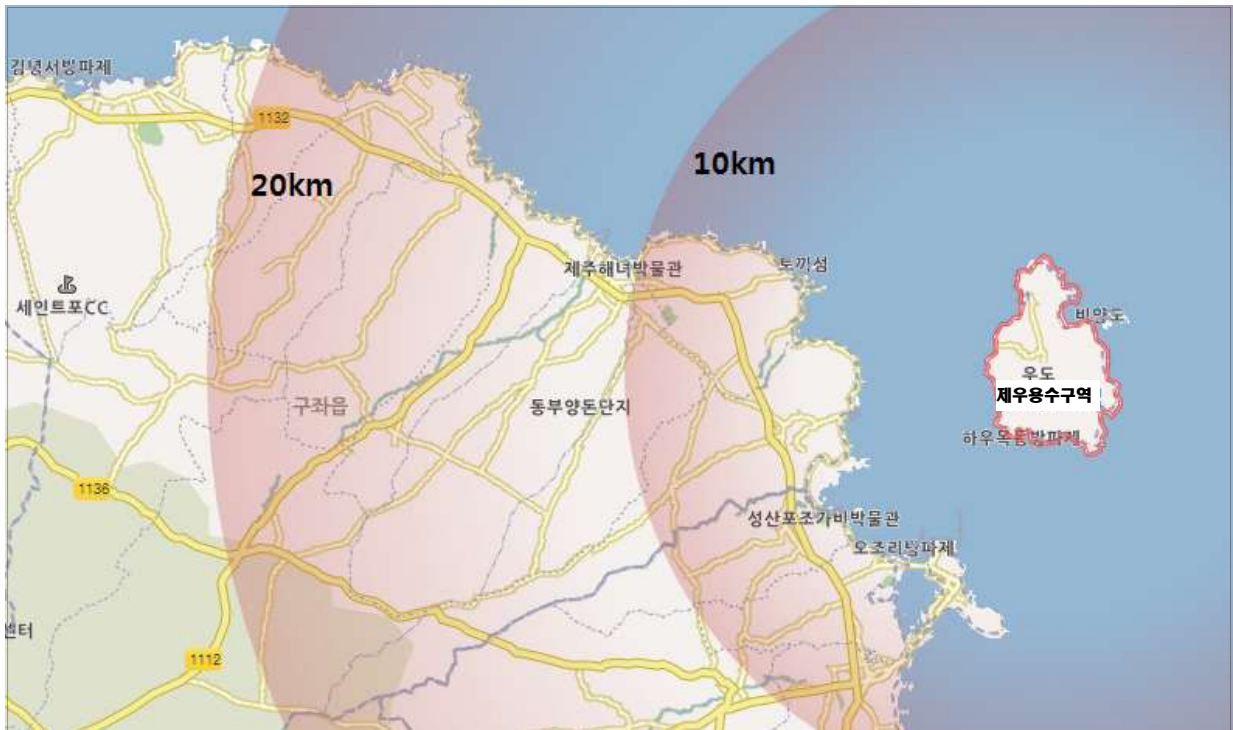 김녕서방파제
1132
10km
20km
제주해녀박물관
토끼섬
세인트포CC
비양도
우도
제우용수구역
구좌읍
동부양돈단지
하우목동방파제
1136
성산포조가비박물관
오조리방파제
센터
1112